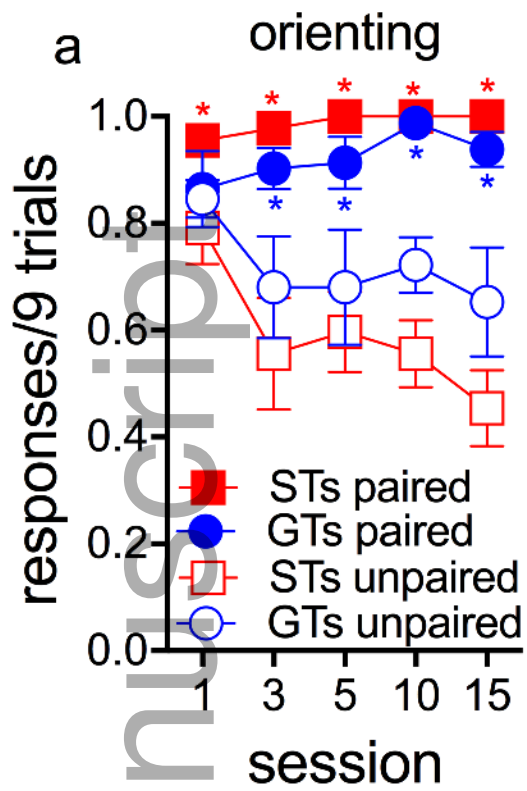 a
orienting
responses/9 trials
1.0
0.8
0.6
0.4
0.2
0.0
* * * * *
* * * *
STs paired
GTs paired
STs unpaired
GTs unpaired
1 3 5 10 15
session
nuscript